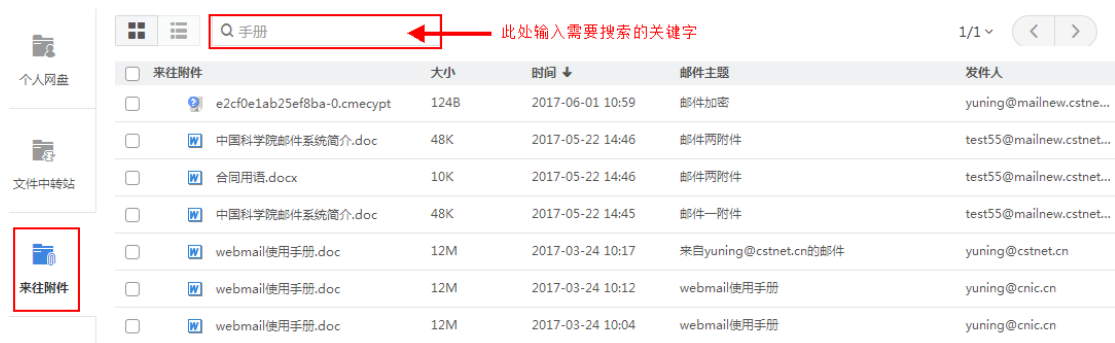 手册
此处输入需要搜索的关键字
1/1
个人网盘
来往附件 大小 时间 邮件主题 发件人
e2cf0e1ab25ef8ba-0.cmecypt 124B 2017-06-01 10:59 邮件加密 yuning@mailnew.cstne...
中国科学院邮件系统简介.doc 48K 2017-05-22 14:46 邮件两附件 test55@mailnew.cstnet...
文件中转站
合同用语.docx 10K 2017-05-22 14:46 邮件两附件 test55@mailnew.cstnet...
中国科学院邮件系统简介.doc 48K 2017-05-22 14:45 邮件一附件 test55@mailnew.cstnet...
webmail使用手册.doc 12M 2017-03-24 10:17 来自yuning@cstnet.cn的邮件 yuning@cstnet.cn
来往附件
webmail使用手册.doc 12M 2017-03-24 10:12 webmail使用手册 yuning@cnic.cn
webmail使用手册.doc 12M 2017-03-24 10:04 webmail使用手册 yuning@cnic.cn